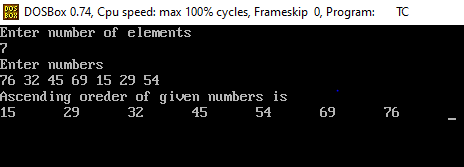 DOSBox 0.74, Cpu speed: max 100% cycles, Frameskip 0, Program: TC
Enter number of elements
7
Enter numbers
76 32 45 69 15 29 54
Ascending oreder of given numbers is
15 29 32 45 54 69 76 _